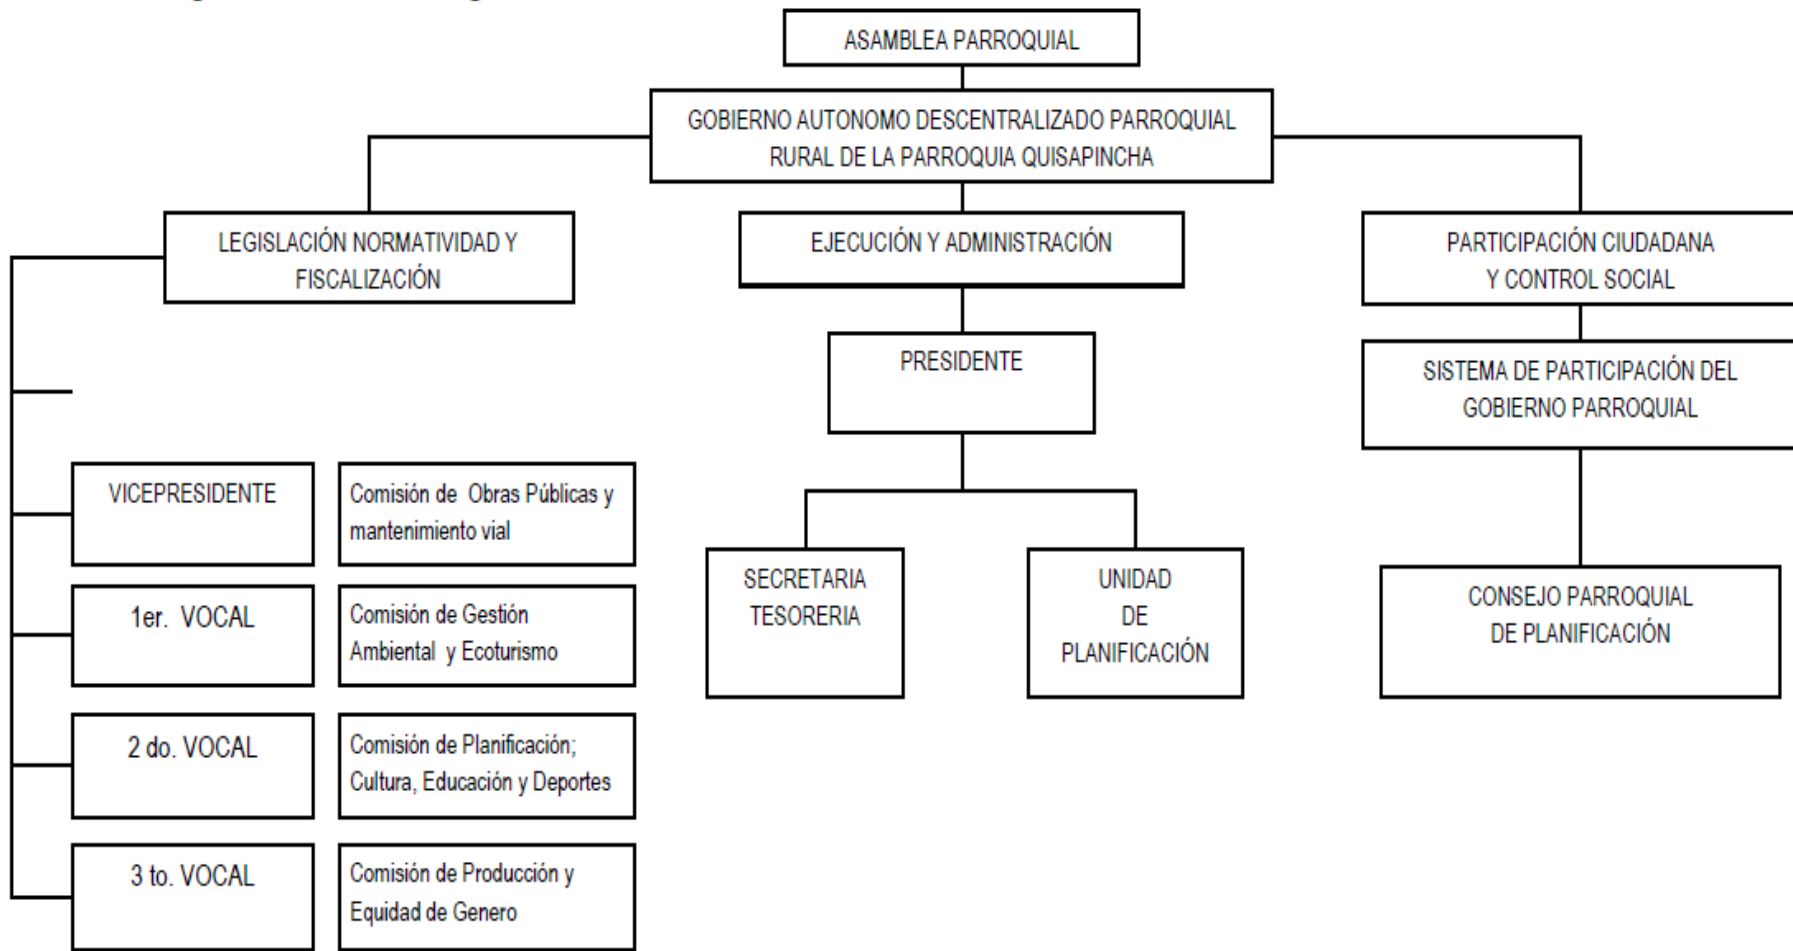 ASAMBLEA PARROQUIAL
GOBIERNO AUTONOMO DESCENTRALIZADO PARROQUIAL
RURAL DE LA PARROQUIA QUISAPINCHA
LEGISLACIÓN NORMATIVIDAD Y
FISCALIZACIÓN
EJECUCIÓN Y ADMINISTRACIÓN
PARTICIPACIÓN CIUDADANA
Y CONTROL SOCIAL
PRESIDENTE
SISTEMA DE PARTICIPACIÓN DEL
GOBIERNO PARROQUIAL
VICEPRESIDENTE
Comisión de Obras Públicas y
mantenimiento vial
1er. VOCAL
Comisión de Gestión
Ambiental y Ecoturismo
2 do. VOCAL
Comisión de Planificación;
Cultura, Educación y Deportes
3 to. VOCAL
Comisión de Producción y
Equidad de Genero
SECRETARIA
TESORERIA
UNIDAD
DE
PLANIFICACIÓN
CONSEJO PARROQUIAL
DE PLANIFICACIÓN